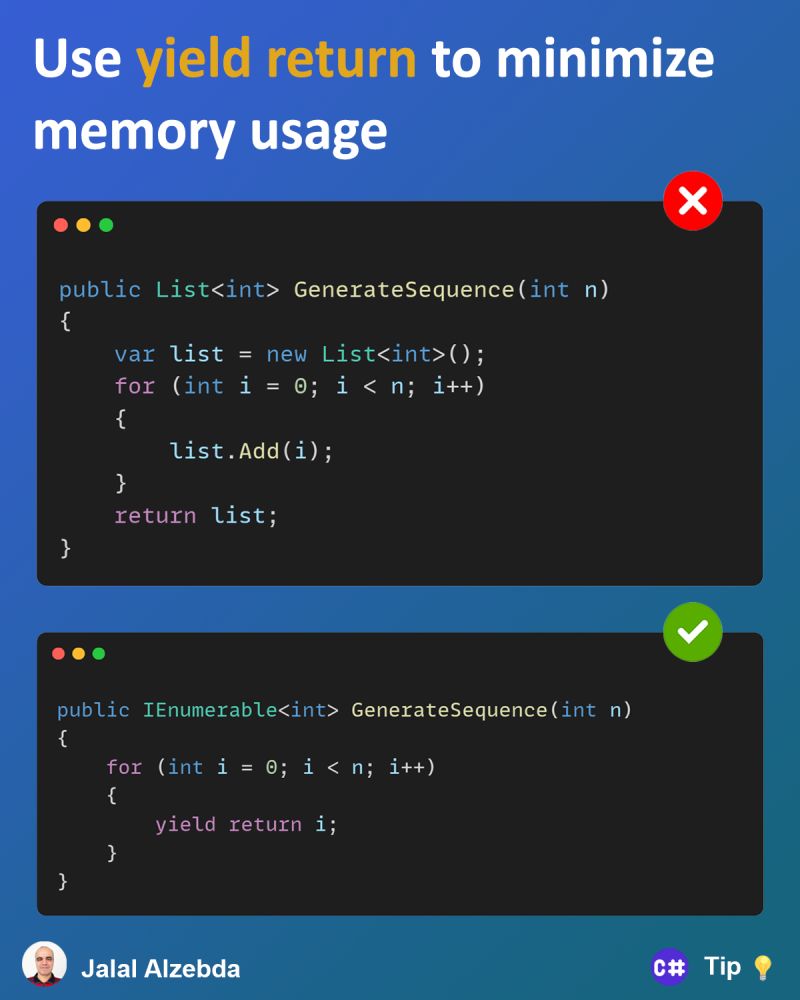 Use yield return to minimize
memory usage
public List<int> GenerateSequence(int n)
{
    var list = new List<int>();
    for (int i = 0; i < n; i++)
    {
        list.Add(i);
    }
    return list;
}
public IEnumerable<int> GenerateSequence(int n)
{
    for (int i = 0; i < n; i++)
    {
        yield return i;
    }
}
Jalal Alzebda
C# Tip